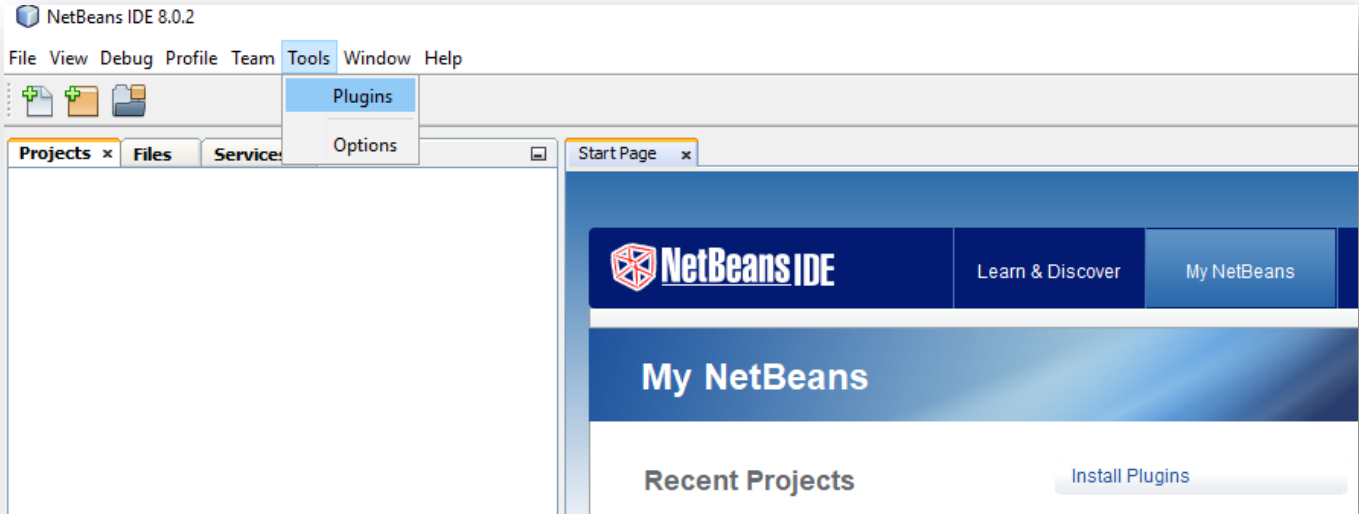 NetBeans IDE 8.0.2
File View Debug Profile Team Tools Window Help
Plugins
Options
Projects × Files Services
Start Page ×
NetBeans IDE Learn & Discover My NetBeans
My NetBeans
Recent Projects Install Plugins